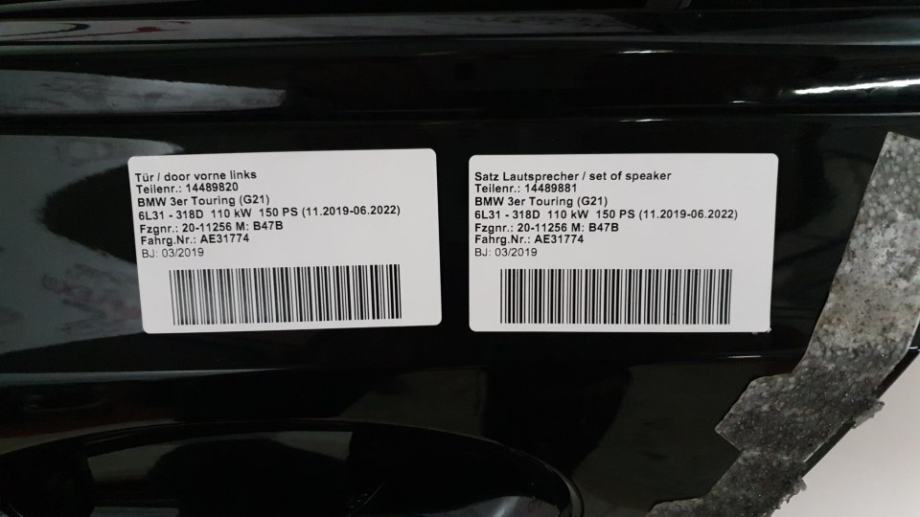 Tür / door vorne links
Teilenr.: 14489820
BMW 3er Touring (G21)
6L31 - 318D 110 kW 150 PS (11.2019-06.2022)
Fzgnr.: 20-11256 M: B47B
Fahrg.Nr.: AE31774
BJ: 03/2019
Satz Lautsprecher / set of speaker
Teilenr.: 14489881
BMW 3er Touring (G21)
6L31 - 318D 110 kW 150 PS (11.2019-06.2022)
Fzgnr.: 20-11256 M: B47B
Fahrg.Nr.: AE31774
BJ: 03/2019